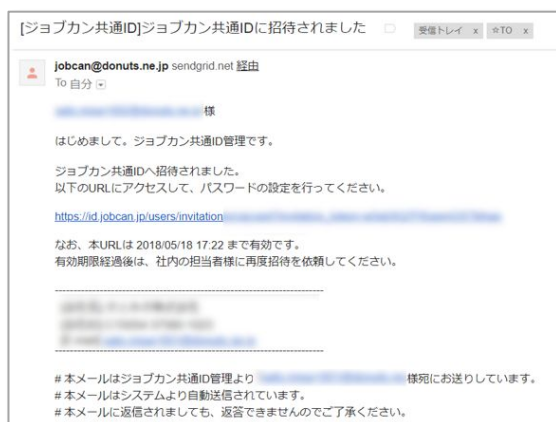 [ジョブカン共通ID]ジョブカン共通IDに招待されました 受信トレイ x ☆TO x
jobcan@donuts.ne.jp sendgrid.net 経由
To 自分
様
はじめまして。ジョブカン共通ID管理です。
ジョブカン共通IDへ招待されました。
以下のURLにアクセスして、パスワードの設定を行ってください。
https://id.jobcan.jp/users/invitation
なお、本URLは 2018/05/18 17:22 まで有効です。
有効期限経過後は、社内の担当者様に再度招待を依頼してください。
------------------------------------------------------------
------------------------------------------------------------
# 本メールはジョブカン共通ID管理より 様宛にお送りしています。
# 本メールはシステムより自動送信されています。
# 本メールに返信されましても、返答できませんのでご了承ください。